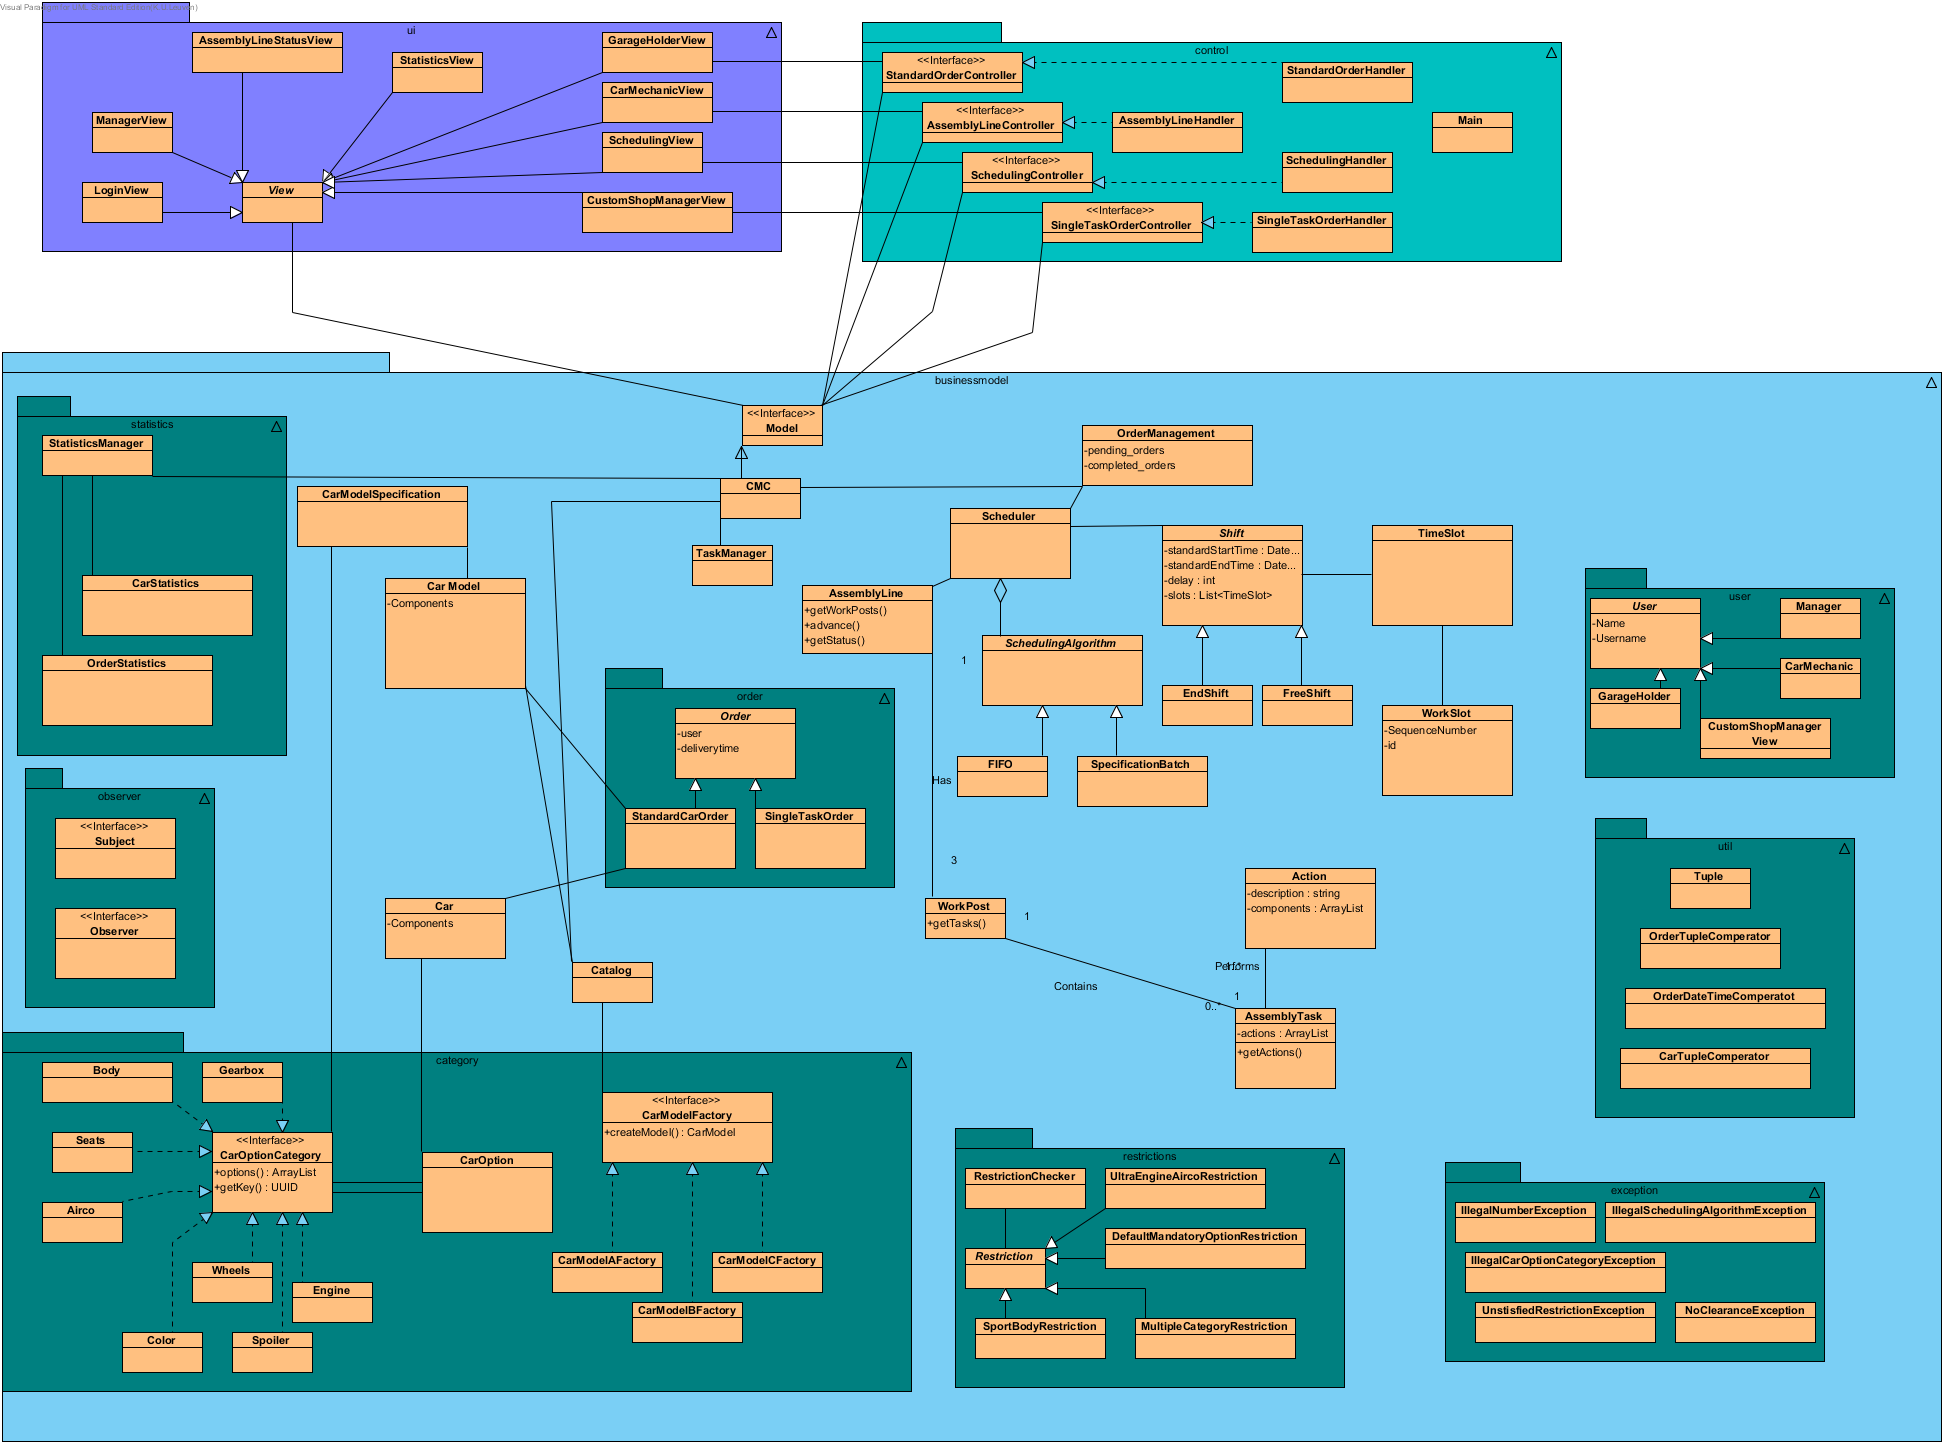 Visual Paradigm for UML Standard Edition(K.U.Leuven)
ui
AssemblyLineStatusView
StatisticsView
GarageHolderView
CarMechanicView
ManagerView
SchedulingView
LoginView
View
CustomShopManagerView
control
<<Interface>>
StandardOrderController
StandardOrderHandler
<<Interface>>
AssemblyLineController
AssemblyLineHandler
Main
<<Interface>>
SchedulingController
SchedulingHandler
<<Interface>>
SingleTaskOrderController
SingleTaskOrderHandler
businessmodel
statistics
StatisticsManager
CarStatistics
OrderStatistics
<<Interface>>
Model
CMC
TaskManager
CarModelSpecification
Car Model
-Components
OrderManagement
-pending_orders
-completed_orders
Scheduler
Shift
-standardStartTime : Date...
-standardEndTime : Date...
-delay : int
-slots : List<TimeSlot>
TimeSlot
AssemblyLine
+getWorkPosts()
+advance()
+getStatus()
1
SchedulingAlgorithm
EndShift
FreeShift
WorkSlot
-SequenceNumber
-id
FIFO
SpecificationBatch
Has
3
user
User
-Name
-Username
Manager
CarMechanic
GarageHolder
CustomShopManager
View
order
Order
-user
-deliverytime
StandardCarOrder
SingleTaskOrder
observer
<<Interface>>
Subject
<<Interface>>
Observer
Car
-Components
Catalog
WorkPost
+getTasks()
1
Contains
0..*
Action
-description : string
-components : ArrayList
Performs
1..*
1
AssemblyTask
-actions : ArrayList
+getActions()
util
Tuple
OrderTupleComperator
OrderDateTimeComperatot
CarTupleComperator
category
Body
Gearbox
Seats
<<Interface>>
CarOptionCategory
+options() : ArrayList
+getKey() : UUID
Airco
Wheels
Engine
Color
Spoiler
CarOption
<<Interface>>
CarModelFactory
+createModel() : CarModel
CarModelAFactory
CarModelCFactory
CarModelBFactory
restrictions
RestrictionChecker
UltraEngineAircoRestriction
DefaultMandatoryOptionRestriction
Restriction
SportBodyRestriction
MultipleCategoryRestriction
exception
IllegalNumberException
IllegalSchedulingAlgorithmException
IllegalCarOptionCategoryException
UnstisfiedRestrictionException
NoClearanceException